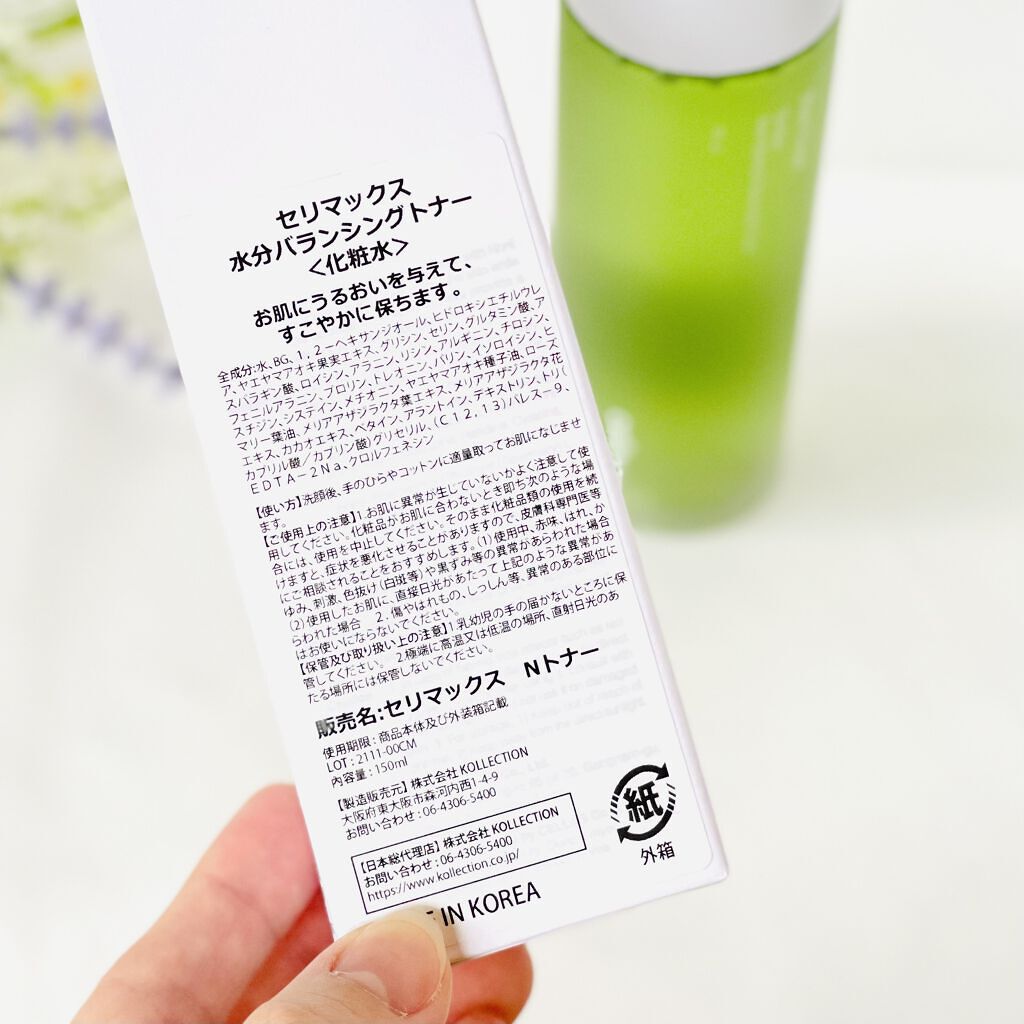 セリマックス
水分バランシングトナー
<化粧水>
お肌にうるおいを与えて、
すこやかに保ちます。
全成分:水、BG、1,2-ヘキサンジオール、ヒドロキシエチルウレ
ア、ヤエヤマアオキ果実エキス、グリシン、セリン、グルタミン酸、ア
スパラギン酸、ロイシン、アラニン、リシン、アルギニン、チロシン、
フェニルアラニン、プロリン、トレオニン、バリン、イソロイシン、ヒ
スチジン、システイン、メチオニン、ヤエヤマアオキ種子油、ローズ
マリー葉油、メリアアザジラクタ葉エキス、メリアアザジラクタ花
エキス、カカオエキス、ベタイン、アラントイン、デキストリン、トリ(
カプリル酸/カプリン酸)グリセリル、(C12,13)パレス-9、
EDTA-2Na、クロルフェネシン
【使い方】洗顔後、手のひらやコットンに適量取ってお肌になじませ
ます。
【ご使用上の注意】1.お肌に異常が生じていないかよく注意して使
用してください。化粧品がお肌に合わないとき即ち次のような場
合には、使用を中止してください。そのまま化粧品類の使用を続
けますと、症状を悪化させることがありますので、皮膚科専門医等
にご相談されることをおすすめします。(1)使用中、赤味、はれ、か
ゆみ、刺激、色抜け(白斑等)や黒ずみ等の異常があらわれた場合
(2)使用したお肌に、直接日光があたって上記のような異常があ
らわれた場合 2.傷やはれもの、しっしん等、異常のある部位に
はお使いにならないでください。
【保管及び取り扱い上の注意】1.乳幼児の手の届かないところに保
管してください。 2.極端に高温又は低温の場所、直射日光のあ
たる場所には保管しないでください。
販売名:セリマックス Nトナー
使用期限:商品本体及び外装箱記載
LOT:2111-00CM
内容量:150ml
【製造販売元】株式会社KOLLECTION
大阪府東大阪市森河内西1-4-9
お問い合わせ:06-4306-5400
【日本総代理店】株式会社KOLLECTION
お問い合わせ:06-4306-5400
https://www.kollection.co.jp/
IN KOREA
紙
外箱